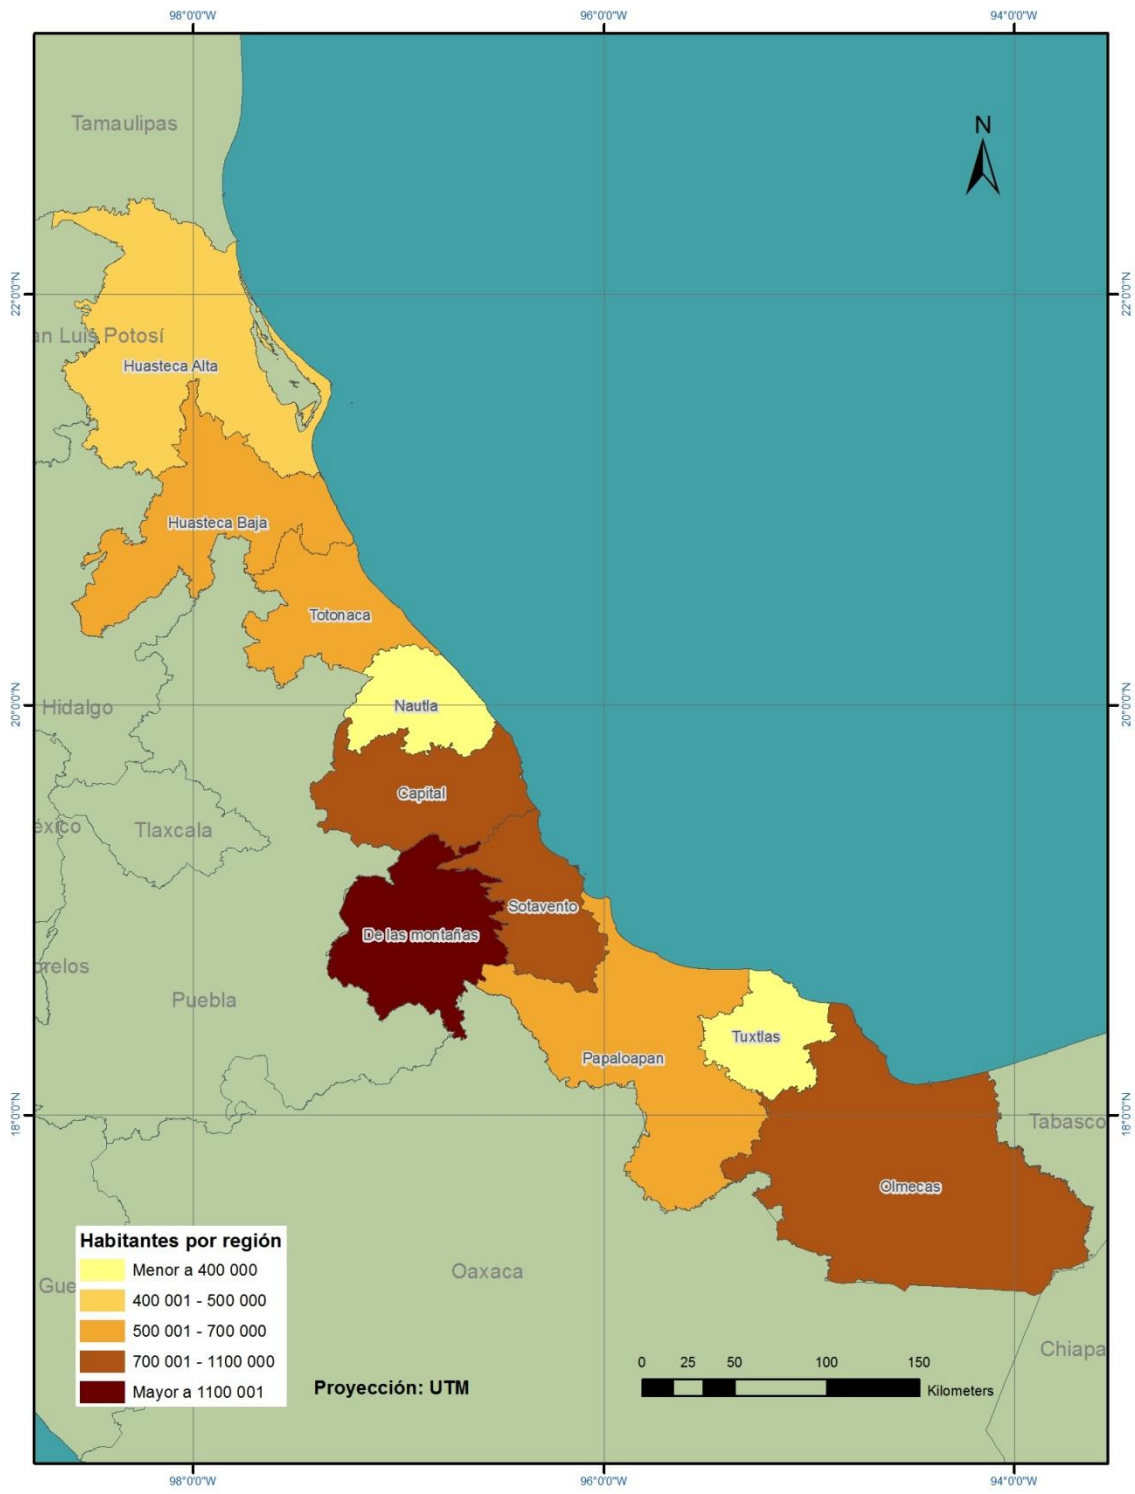 98°0'0"W
96°0'0"W
94°0'0"W
N
Tamaulipas
22°0'0"N
22°0'0"N
an Luis Potosí
Huasteca Alta
Huasteca Baja
Totonaca
20°0'0"N
Hidalgo
Nautla
20°0'0"N
Capital
éxico
Tlaxcala
Sotavento
De las montañas
orelos
Puebla
Tuxtlas
Papaloapan
18°0'0"N
Tabasco
18°0'0"N
Olmecas
Habitantes por región
Menor a 400 000
400 001 - 500 000
500 001 - 700 000
700 001 - 1100 000
Mayor a 1100 001
Gue
Oaxaca
Chiapa
Proyección: UTM
0 25 50 100 150
Kilometers
98°0'0"W
96°0'0"W
94°0'0"W